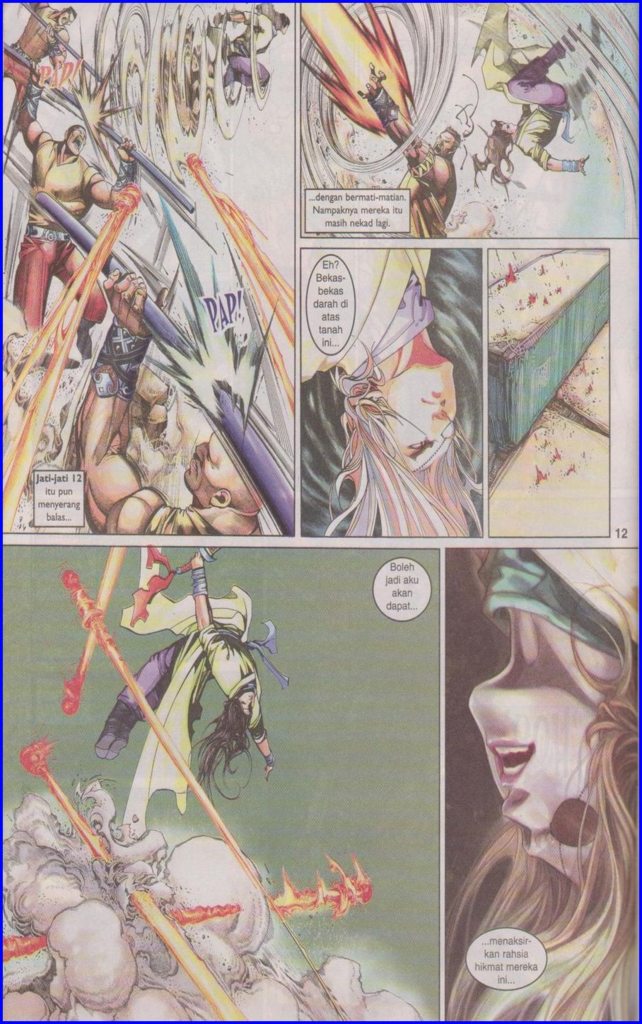 PAP!
PAP!
Jati-jati 12
itu pun
menyerang
balas...
...dengan bermati-matian.
Nampaknya mereka itu
masih nekad lagi.
Eh?
Bekas-
bekas
darah di
atas
tanah
ini...
12
Boleh
jadi aku
akan
dapat...
...menaksir-
kan rahsia
hikmat mereka
ini...